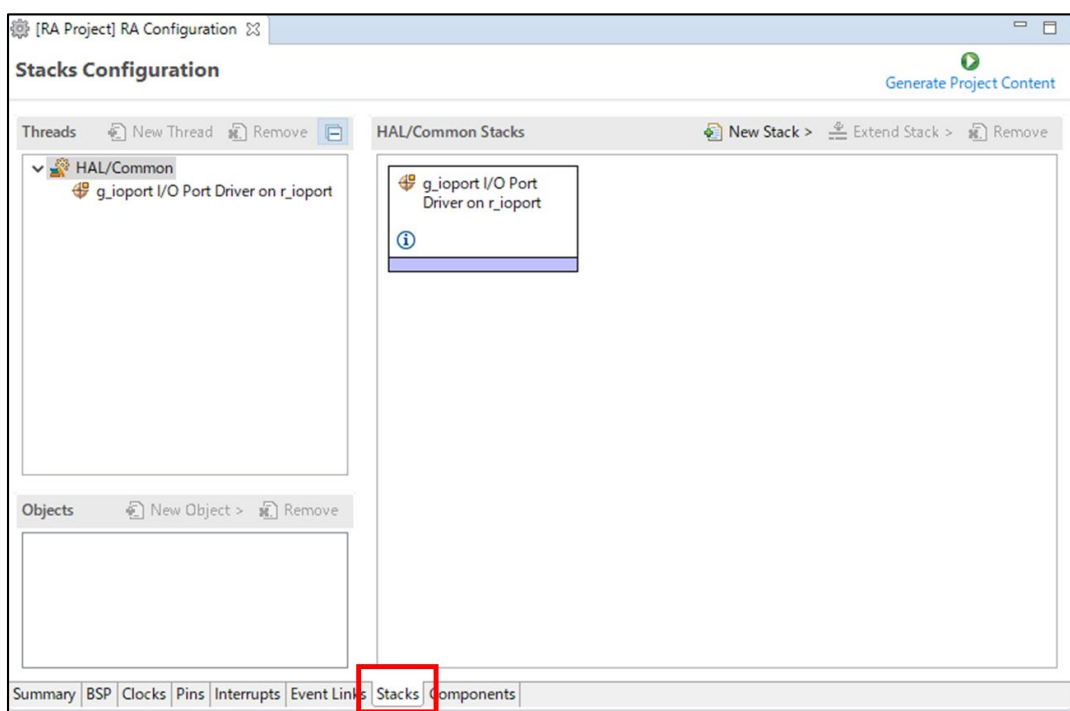 [RA Project] RA Configuration
Stacks Configuration
Generate Project Content
Threads New Thread Remove
HAL/Common Stacks New Stack > Extend Stack > Remove
HAL/Common
g_ioport I/O Port Driver on r_ioport
g_ioport I/O Port
Driver on r_ioport
Objects New Object > Remove
Summary BSP Clocks Pins Interrupts Event Links Stacks Components